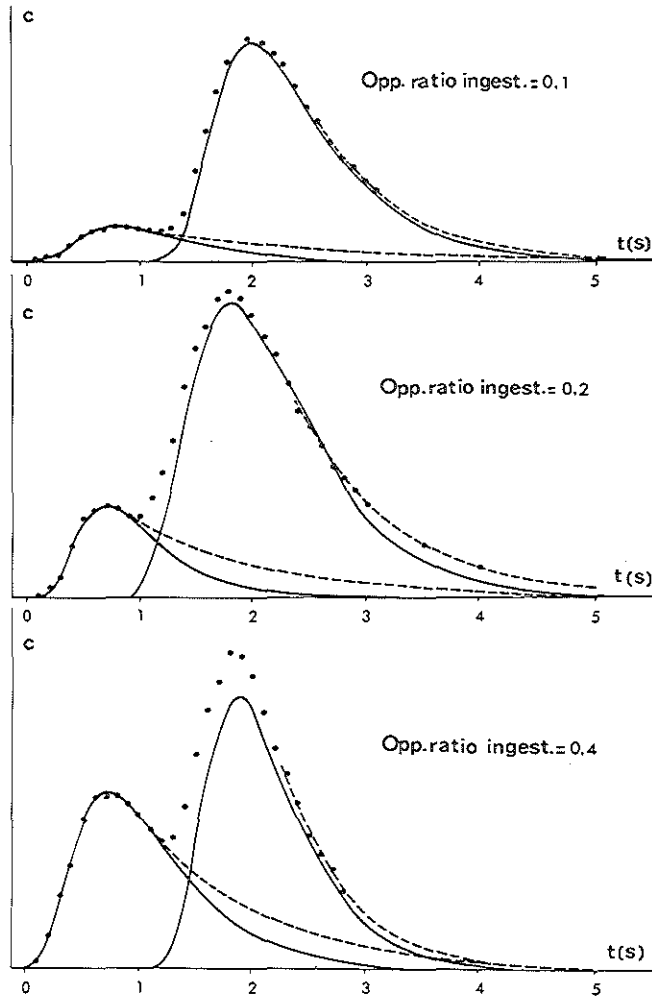 c
Opp. ratio ingest.=0.1
t(s)
0 1 2 3 4 5
c
Opp.ratio ingest.=0.2
t(s)
0 1 2 3 4 5
c
Opp.ratio ingest.=0,4
t(s)
0 1 2 3 4 5